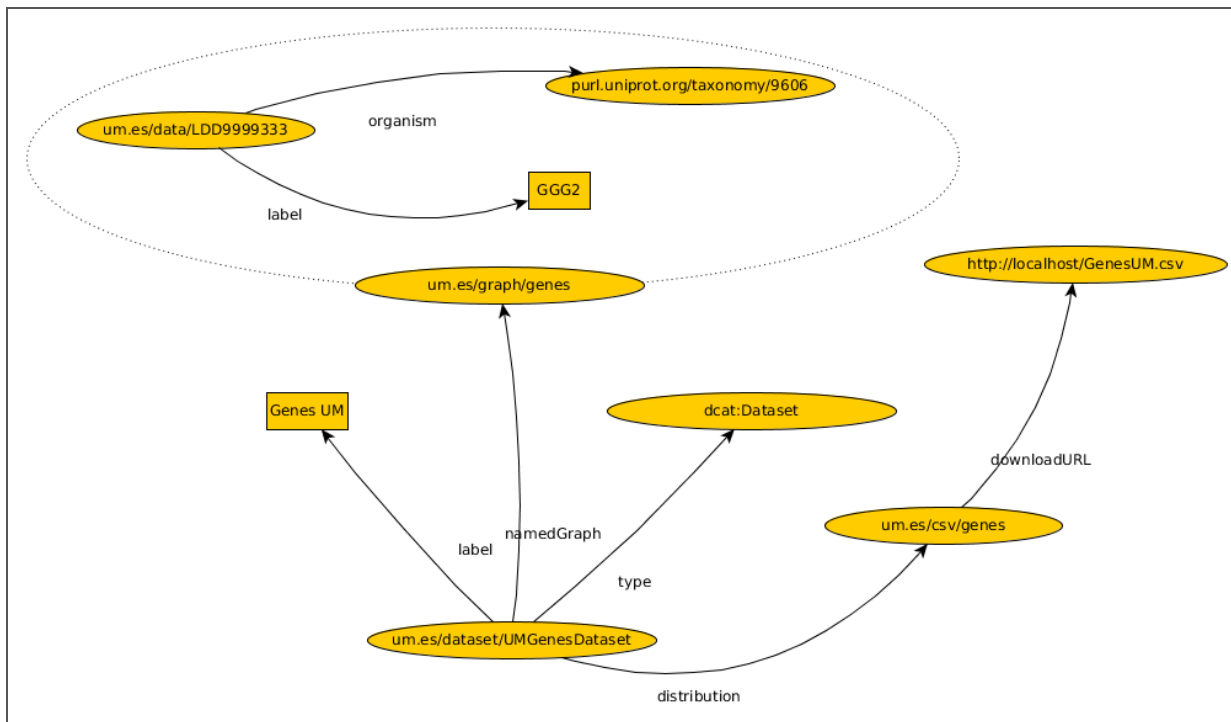 purl.uniprot.org/taxonomy/9606
um.es/data/LDD9999333
organism
GGG2
label
http://localhost/GenesUM.csv
um.es/graph/genes
Genes UM
dcat:Dataset
downloadURL
um.es/csv/genes
namedGraph
label
type
um.es/dataset/UMGenesDataset
distribution